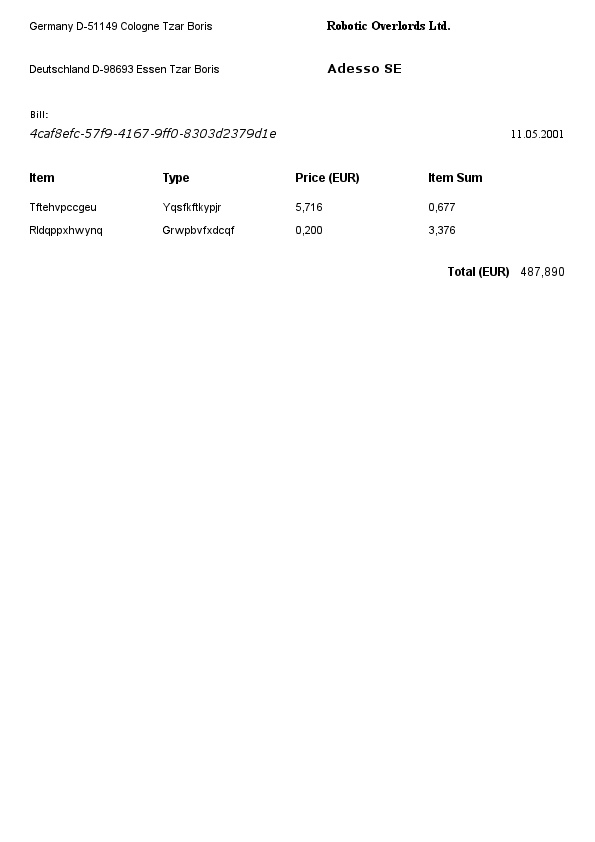 Germany D-51149 Cologne Tzar Boris Robotic Overlords Ltd.
Deutschland D-98693 Essen Tzar Boris Adesso SE
Bill:
4caf8efc-57f9-4167-9ff0-8303d2379d1e 11.05.2001
Item Type Price (EUR) Item Sum
Tftehvpccgeu Yqsfkftkypjr 5,716 0,677
Rldqppxhwynq Grwpbvfxdcqf 0,200 3,376
Total (EUR) 487,890